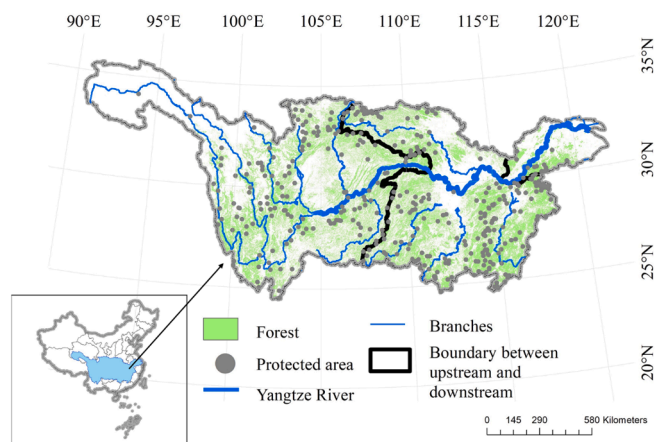 90°E 95°E 100°E 105°E 110°E 115°E 120°E
35°N
30°N
25°N
20°N
Forest
Protected area
Yangtze River
Branches
Boundary between
upstream and
downstream
0 145 290 580 Kilometers